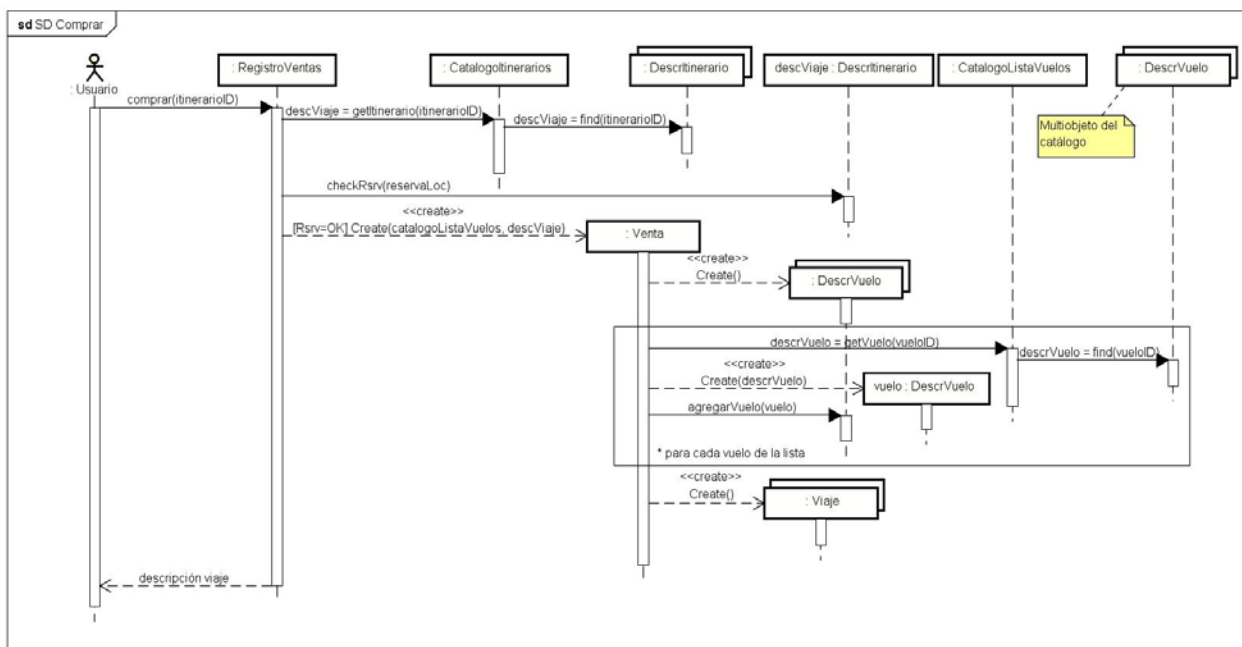 sd SD Comprar
: Usuario
: RegistroVentas
: CatalogoItinerarios
: DescrItinerario
descViaje : DescrItinerario
: CatalogoListaVuelos
: DescrVuelo
comprar(itinerarioID)
descViaje = getItinerario(itinerarioID)
descViaje = find(itinerarioID)
Multiobjeto del
catálogo
checkRsrv(reservaLoc)
<<create>>
[Rsrv=OK] Create(catalogoListaVuelos, descViaje)
: Venta
<<create>>
Create()
: DescrVuelo
descrVuelo = getVuelo(vueloID)
descrVuelo = find(vueloID)
<<create>>
Create(descrVuelo)
vuelo : DescrVuelo
agregarVuelo(vuelo)
* para cada vuelo de la lista
<<create>>
Create()
: Viaje
descripción viaje